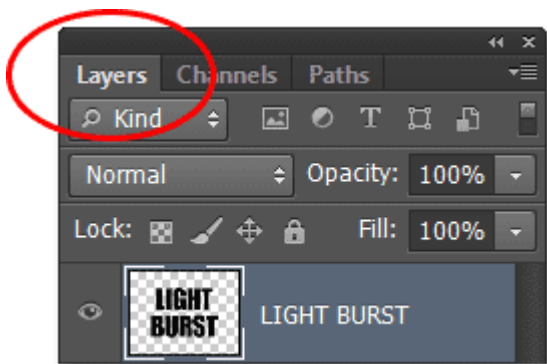 Layers Channels Paths
Kind T
Normal Opacity: 100%
Lock: Fill: 100%
LIGHT
BURST
LIGHT BURST